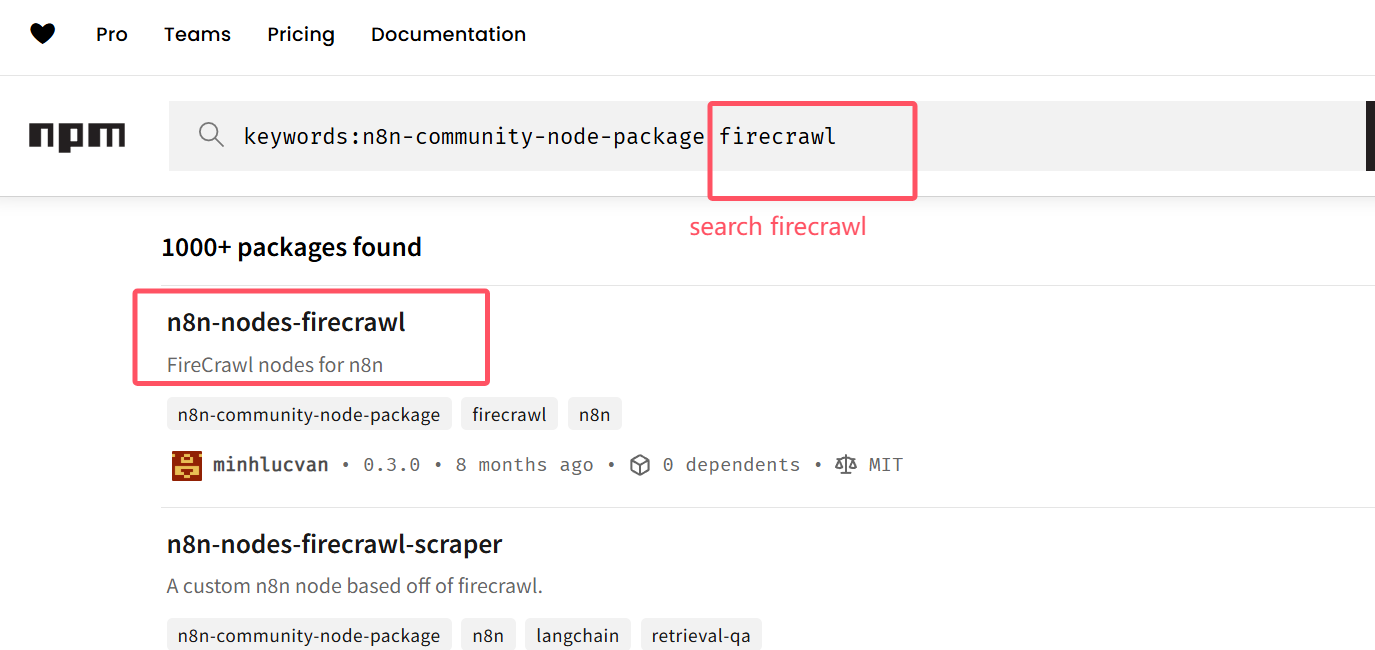 Pro Teams Pricing Documentation
npm keywords:n8n-community-node-package firecrawl
search firecrawl
1000+ packages found
n8n-nodes-firecrawl
FireCrawl nodes for n8n
n8n-community-node-package firecrawl n8n
minhlucvan • 0.3.0 • 8 months ago • 0 dependents • MIT
n8n-nodes-firecrawl-scraper
A custom n8n node based off of firecrawl.
n8n-community-node-package n8n langchain retrieval-qa